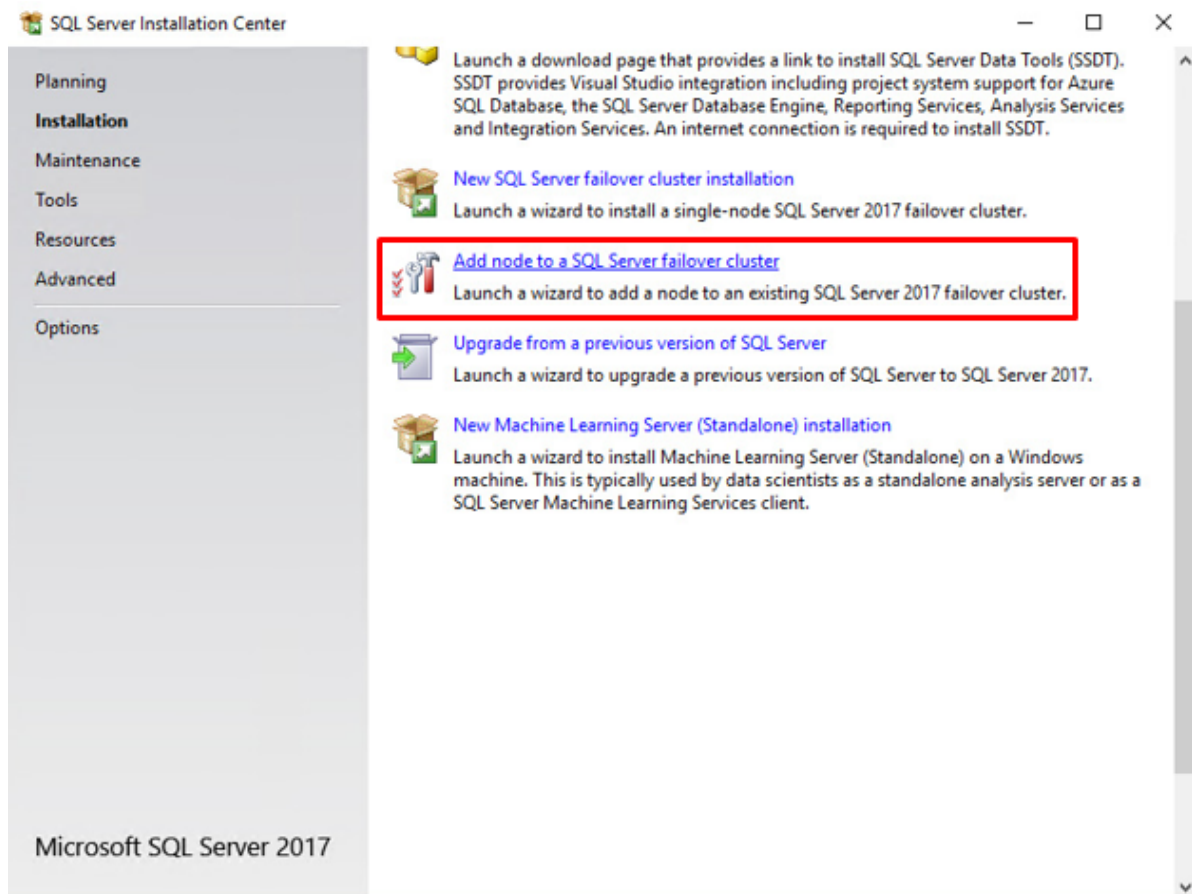 SQL Server Installation Center
Planning
Installation
Maintenance
Tools
Resources
Advanced
Options
Microsoft SQL Server 2017
Launch a download page that provides a link to install SQL Server Data Tools (SSDT).
SSDT provides Visual Studio integration including project system support for Azure
SQL Database, the SQL Server Database Engine, Reporting Services, Analysis Services
and Integration Services. An internet connection is required to install SSDT.
New SQL Server failover cluster installation
Launch a wizard to install a single-node SQL Server 2017 failover cluster.
Add node to a SQL Server failover cluster
Launch a wizard to add a node to an existing SQL Server 2017 failover cluster.
Upgrade from a previous version of SQL Server
Launch a wizard to upgrade a previous version of SQL Server to SQL Server 2017.
New Machine Learning Server (Standalone) installation
Launch a wizard to install Machine Learning Server (Standalone) on a Windows
machine. This is typically used by data scientists as a standalone analysis server or as a
SQL Server Machine Learning Services client.